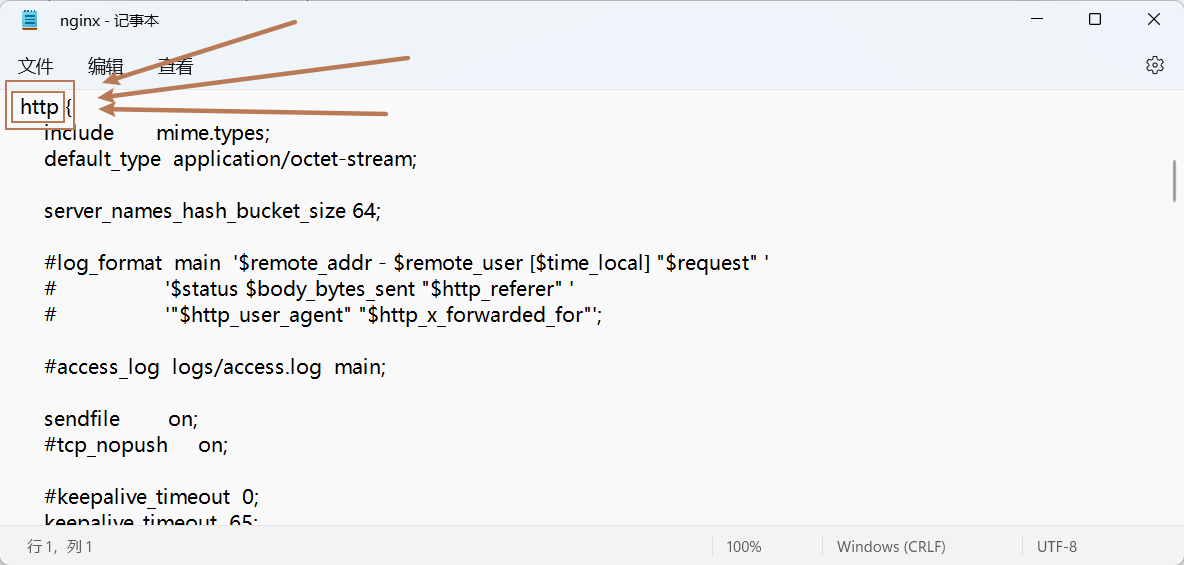 nginx - 记事本
文件 编辑 查看
http {
include mime.types;
default_type application/octet-stream;
server_names_hash_bucket_size 64;
#log_format main '$remote_addr - $remote_user [$time_local] "$request" '
# '$status $body_bytes_sent "$http_referer" '
# '"$http_user_agent" "$http_x_forwarded_for"';
#access_log logs/access.log main;
sendfile on;
#tcp_nopush on;
#keepalive_timeout 0;
keepalive_timeout 65;
行 1，列 1 100% Windows (CRLF) UTF-8